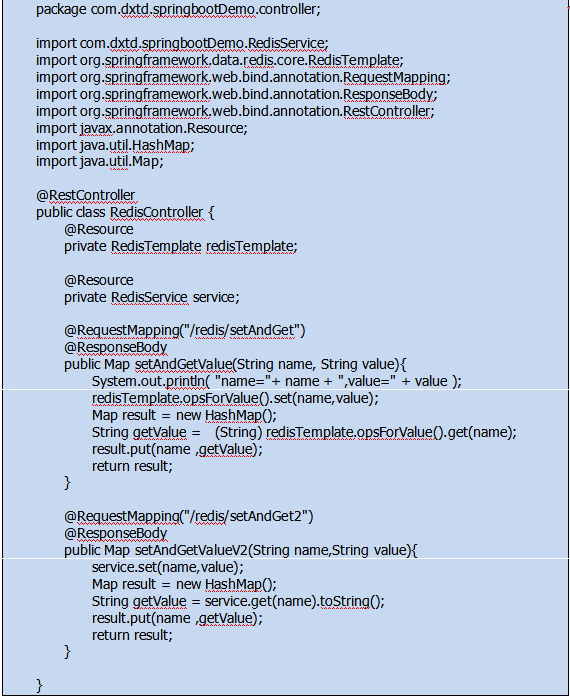 package com.dxtd.springbootDemo.controller;
import com.dxtd.springbootDemo.RedisService;
import org.springframework.data.redis.core.RedisTemplate;
import org.springframework.web.bind.annotation.RequestMapping;
import org.springframework.web.bind.annotation.ResponseBody;
import org.springframework.web.bind.annotation.RestController;
import javax.annotation.Resource;
import java.util.HashMap;
import java.util.Map;
@RestController
public class RedisController {
@Resource
private RedisTemplate redisTemplate;
@Resource
private RedisService service;
@RequestMapping("/redis/setAndGet")
@ResponseBody
public Map setAndGetValue(String name, String value){
System.out.println( "name="+ name + ",value=" + value );
redisTemplate.opsForValue().set(name,value);
Map result = new HashMap();
String getValue = (String) redisTemplate.opsForValue().get(name);
result.put(name ,getValue);
return result;
}
@RequestMapping("/redis/setAndGet2")
@ResponseBody
public Map setAndGetValueV2(String name,String value){
service.set(name,value);
Map result = new HashMap();
String getValue = service.get(name).toString();
result.put(name ,getValue);
return result;
}
}